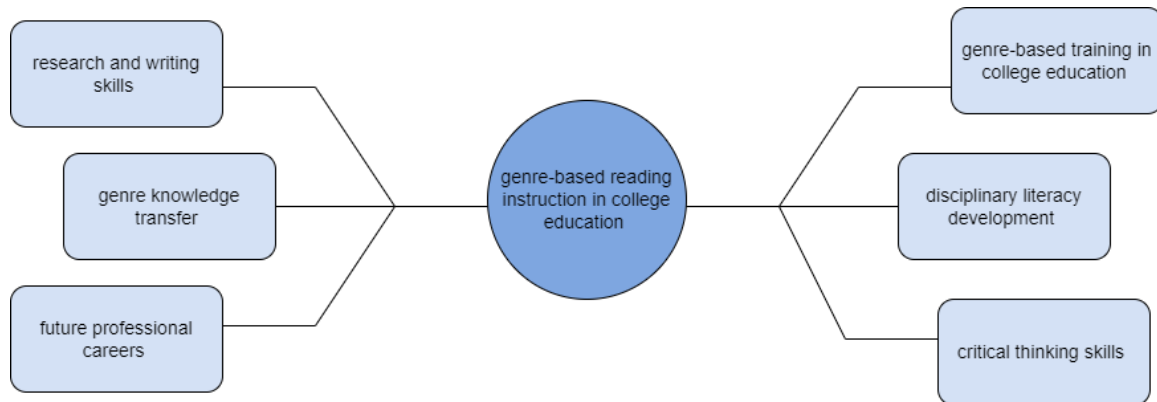 research and writing
skills
genre knowledge
transfer
future professional
careers
genre-based reading
instruction in college
education
genre-based training in
college education
disciplinary literacy
development
critical thinking skills